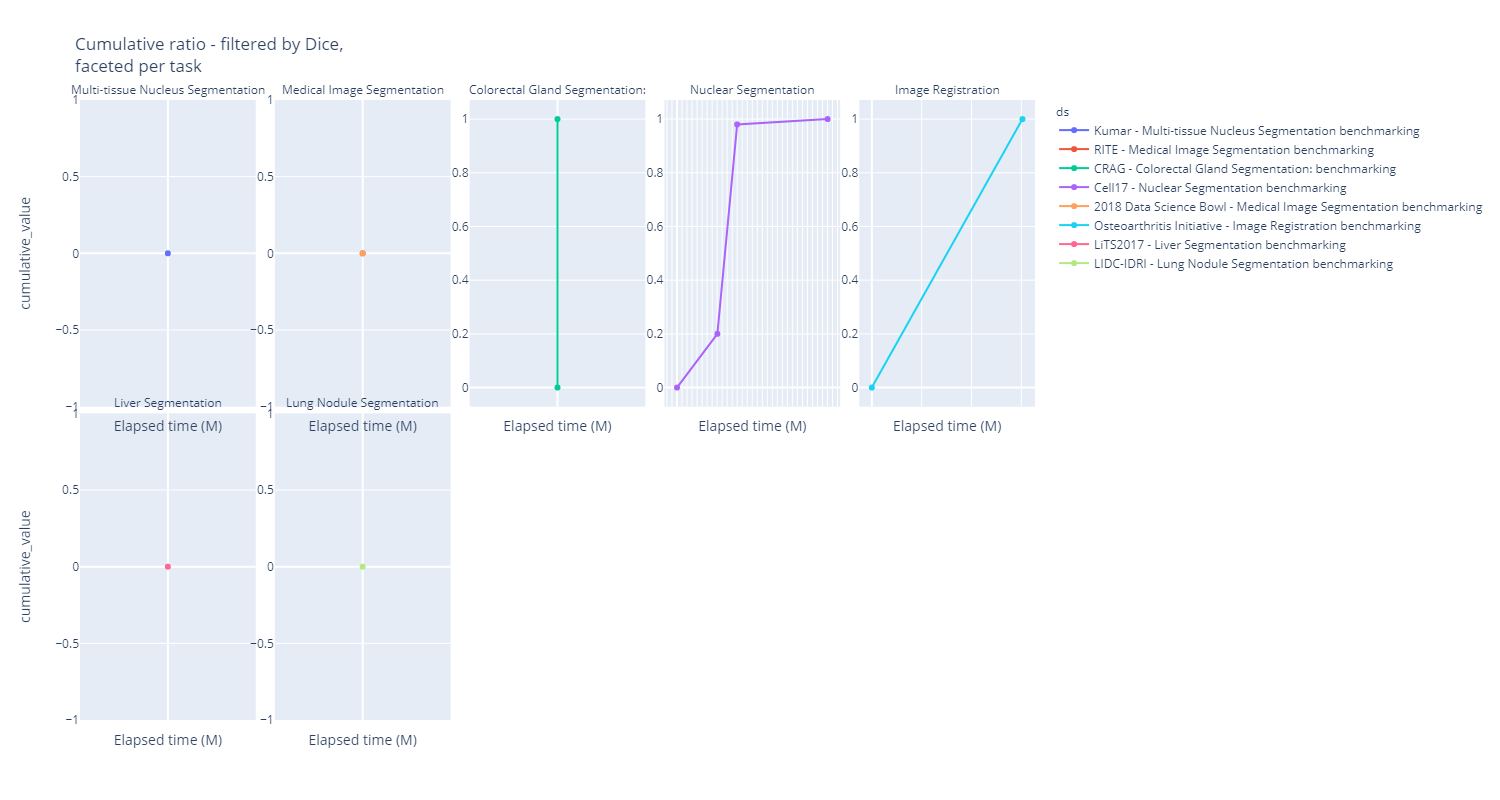 Cumulative ratio - filtered by Dice,
faceted per task
Multi-tissue Nucleus Segmentation
Medical Image Segmentation
Colorectal Gland Segmentation:
Nuclear Segmentation
Image Registration
cumulative_value
1
0.5
0
−0.5
−1
1
0.5
0
−0.5
−1
1
0.8
0.6
0.4
0.2
0
1
0.8
0.6
0.4
0.2
0
1
0.8
0.6
0.4
0.2
0
ds
Kumar - Multi-tissue Nucleus Segmentation benchmarking
RITE - Medical Image Segmentation benchmarking
CRAG - Colorectal Gland Segmentation: benchmarking
Cell17 - Nuclear Segmentation benchmarking
2018 Data Science Bowl - Medical Image Segmentation benchmarking
Osteoarthritis Initiative - Image Registration benchmarking
LiTS2017 - Liver Segmentation benchmarking
LIDC-IDRI - Lung Nodule Segmentation benchmarking
Liver Segmentation
Lung Nodule Segmentation
Elapsed time (M)
Elapsed time (M)
Elapsed time (M)
Elapsed time (M)
Elapsed time (M)
cumulative_value
1
0.5
0
−0.5
−1
1
0.5
0
−0.5
−1
Elapsed time (M)
Elapsed time (M)